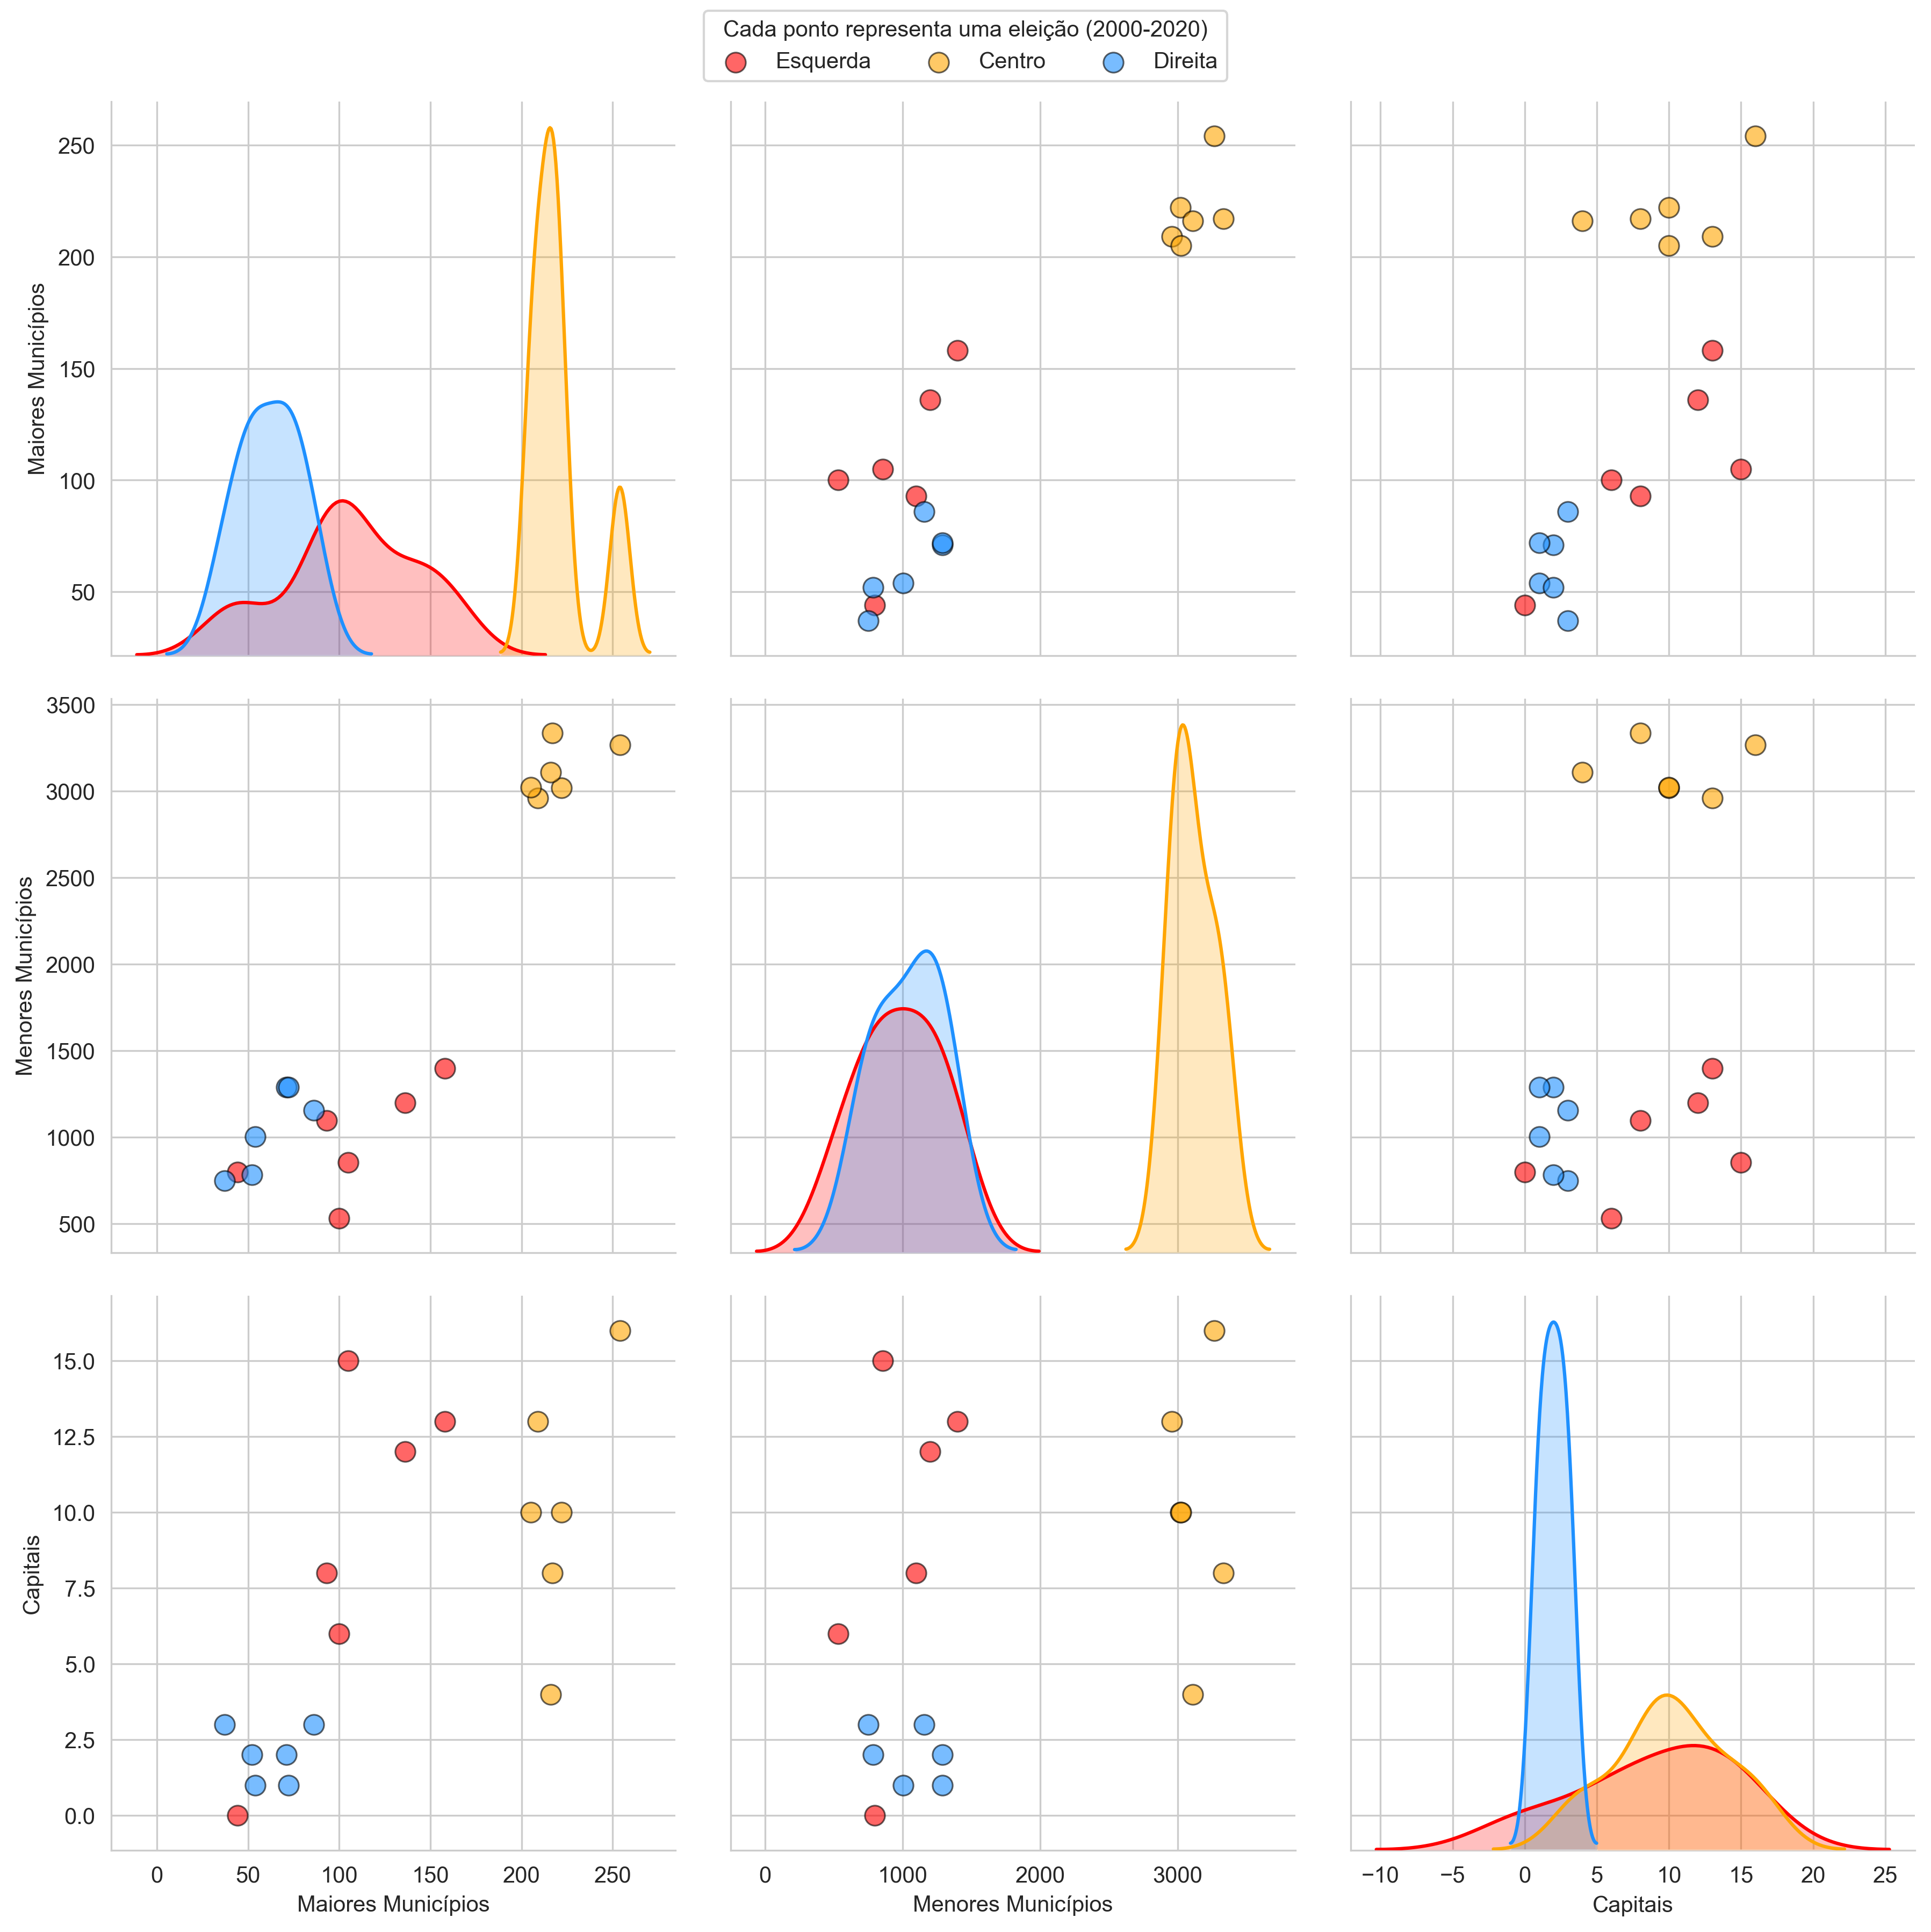 Cada ponto representa uma eleição (2000-2020)
Esquerda Centro Direita
Maiores Municípios
250
200
150
100
50
Menores Municípios
3500
3000
2500
2000
1500
1000
500
Capitais
15.0
12.5
10.0
7.5
5.0
2.5
0.0
0 50 100 150 200 250
Maiores Municípios
0 1000 2000 3000
Menores Municípios
−10 −5 0 5 10 15 20 25
Capitais